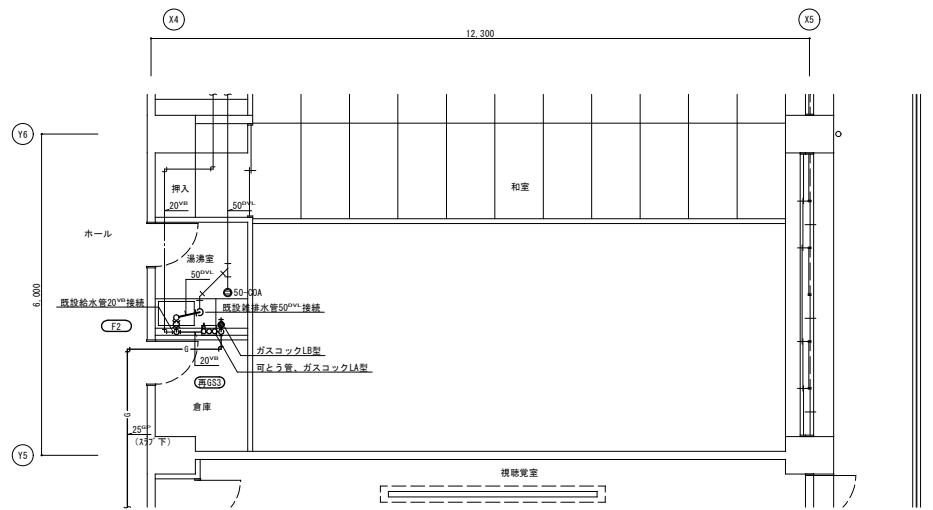 X4
X5
12,300
Y6
和室
押入
20VB
50DVL
ホール
湯沸室
50DVL
6,000
50-COA
既設給水管20VB接続
既設雑排水管50DVL接続
F2
ガスコックLB型
G
20VB
可とう管、ガスコックLA型
再GS3
倉庫
G
25GP
(ｽﾗﾌﾞ下)
Y5
視聴覚室